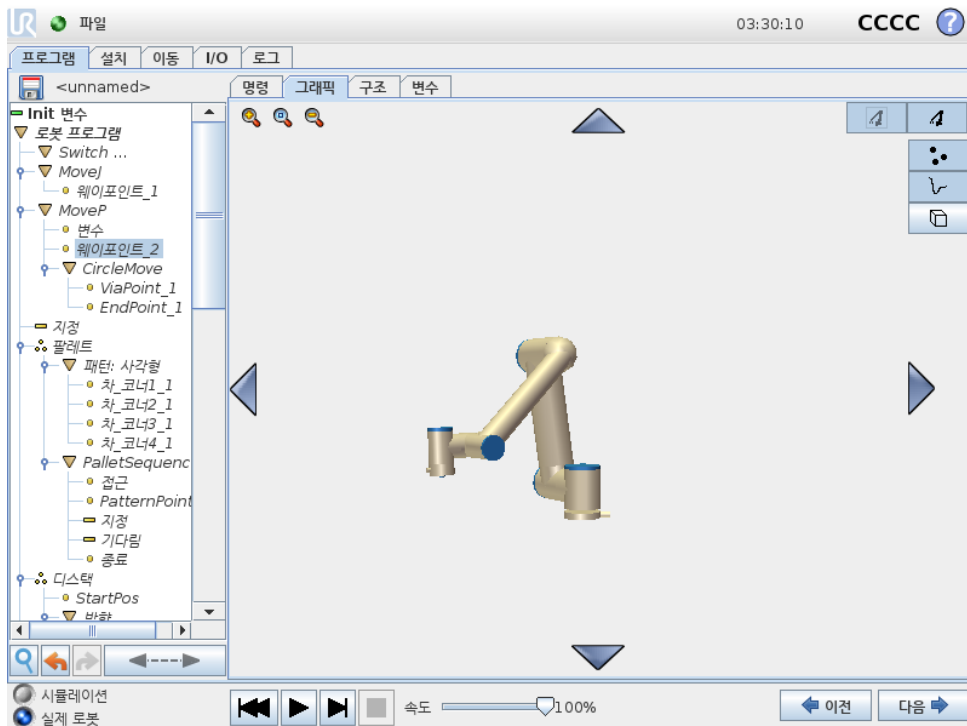 UR 파일 03:30:10 CCCC ?
프로그램 설치 이동 I/O 로그
<unnamed> 명령 그래픽 구조 변수
Init 변수
로봇 프로그램
Switch ...
MoveJ
웨이포인트_1
MoveP
변수
웨이포인트_2
CircleMove
ViaPoint_1
EndPoint_1
지정
팔레트
패턴: 사각형
차_코너1_1
차_코너2_1
차_코너3_1
차_코너4_1
PalletSequenc
접근
PatternPoint
지정
기다림
종료
디스택
StartPos
방향
시뮬레이션
실제 로봇
속도 100% 이전 다음